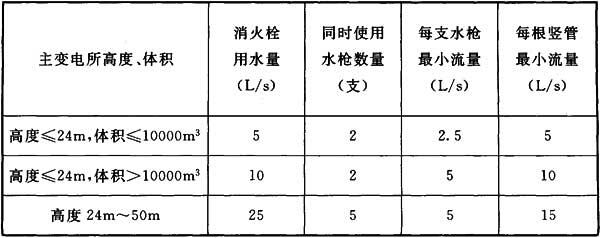 主变电所高度、体积
消火栓
用水量
(L/s)
同时使用
水枪数量
(支)
每支水枪
最小流量
(L/s)
每根竖管
最小流量
(L/s)
高度≤24m,体积≤10000m³
5
2
2.5
5
高度≤24m,体积>10000m³
10
2
5
10
高度 24m～50m
25
5
5
15